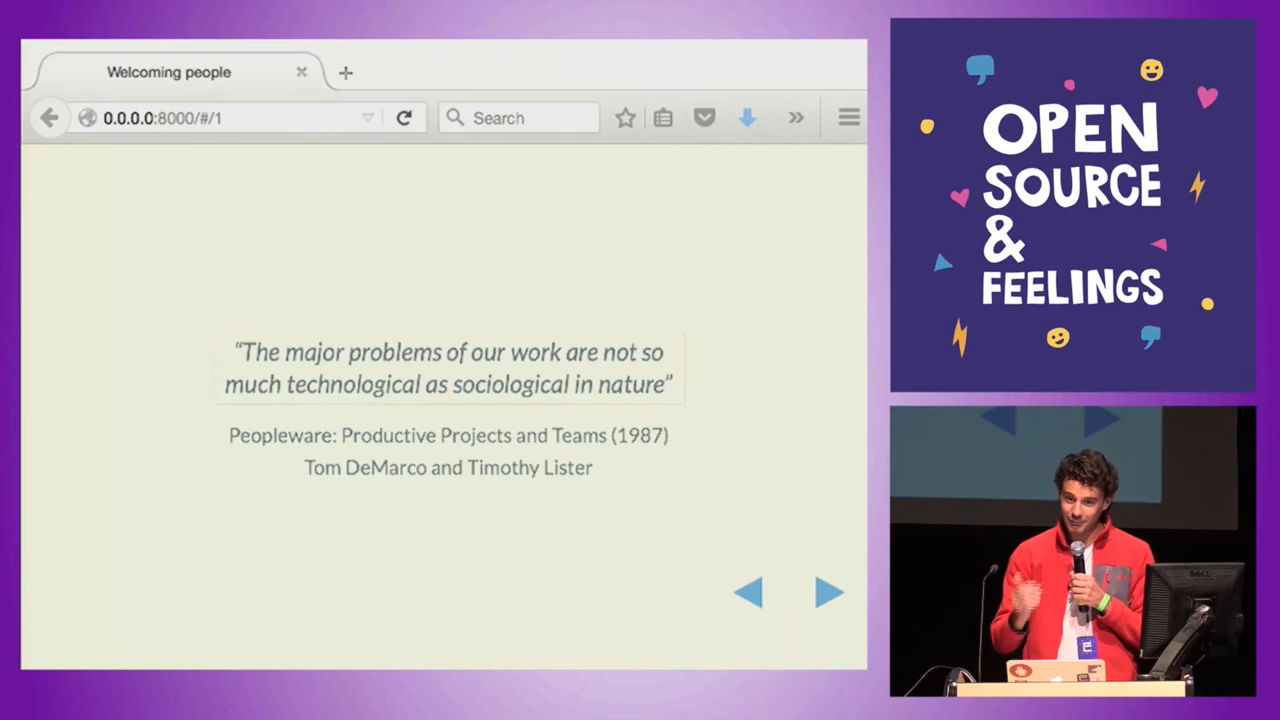 Welcoming people
0.0.0.0:8000/#/1
Search
“The major problems of our work are not so
much technological as sociological in nature”
Peopleware: Productive Projects and Teams (1987)
Tom DeMarco and Timothy Lister
OPEN
SOURCE
&
FEELINGS
DELL